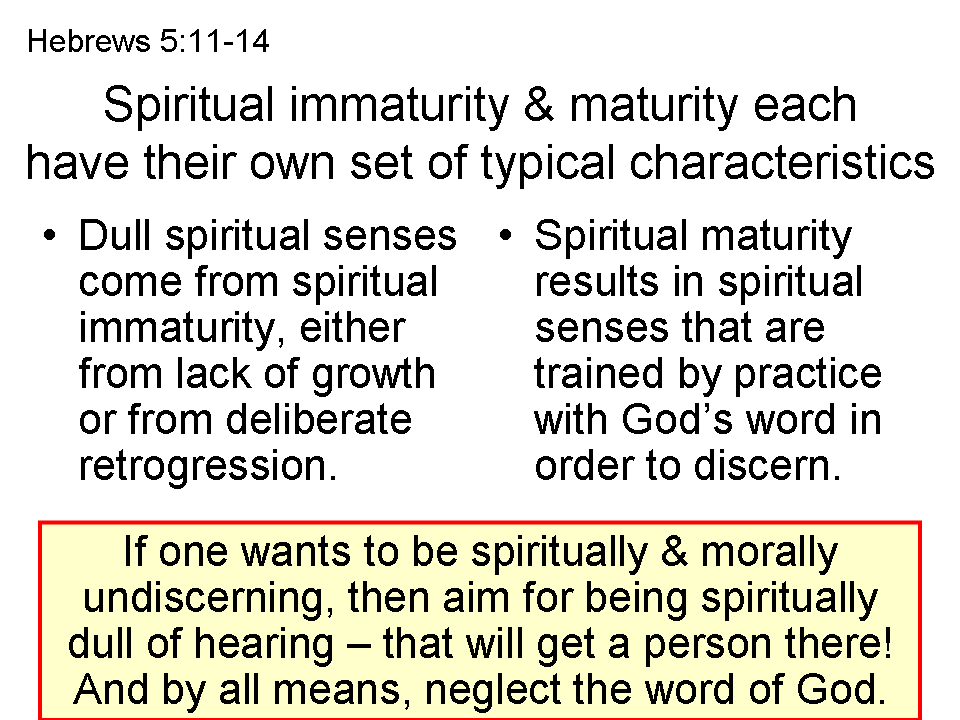 Hebrews 5:11-14
Spiritual immaturity & maturity each
have their own set of typical characteristics
• Dull spiritual senses
come from spiritual
immaturity, either
from lack of growth
or from deliberate
retrogression.
• Spiritual maturity
results in spiritual
senses that are
trained by practice
with God’s word in
order to discern.
If one wants to be spiritually & morally
undiscerning, then aim for being spiritually
dull of hearing – that will get a person there!
And by all means, neglect the word of God.